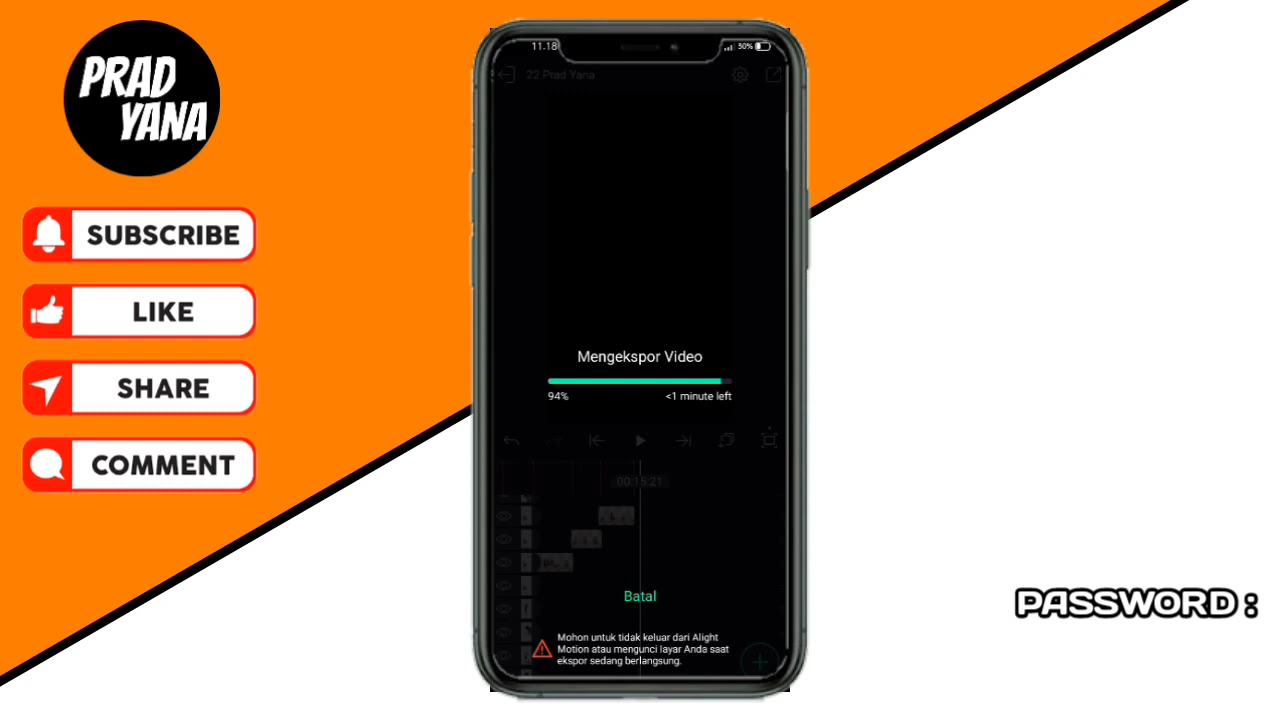 PRAD
YANA
SUBSCRIBE
LIKE
SHARE
COMMENT
11.18
50%
22 Prad Yana
Mengekspor Video
94%
<1 minute left
00:15:21
Batal
Mohon untuk tidak keluar dari Alight
Motion atau mengunci layar Anda saat
ekspor sedang berlangsung.
PASSWORD :